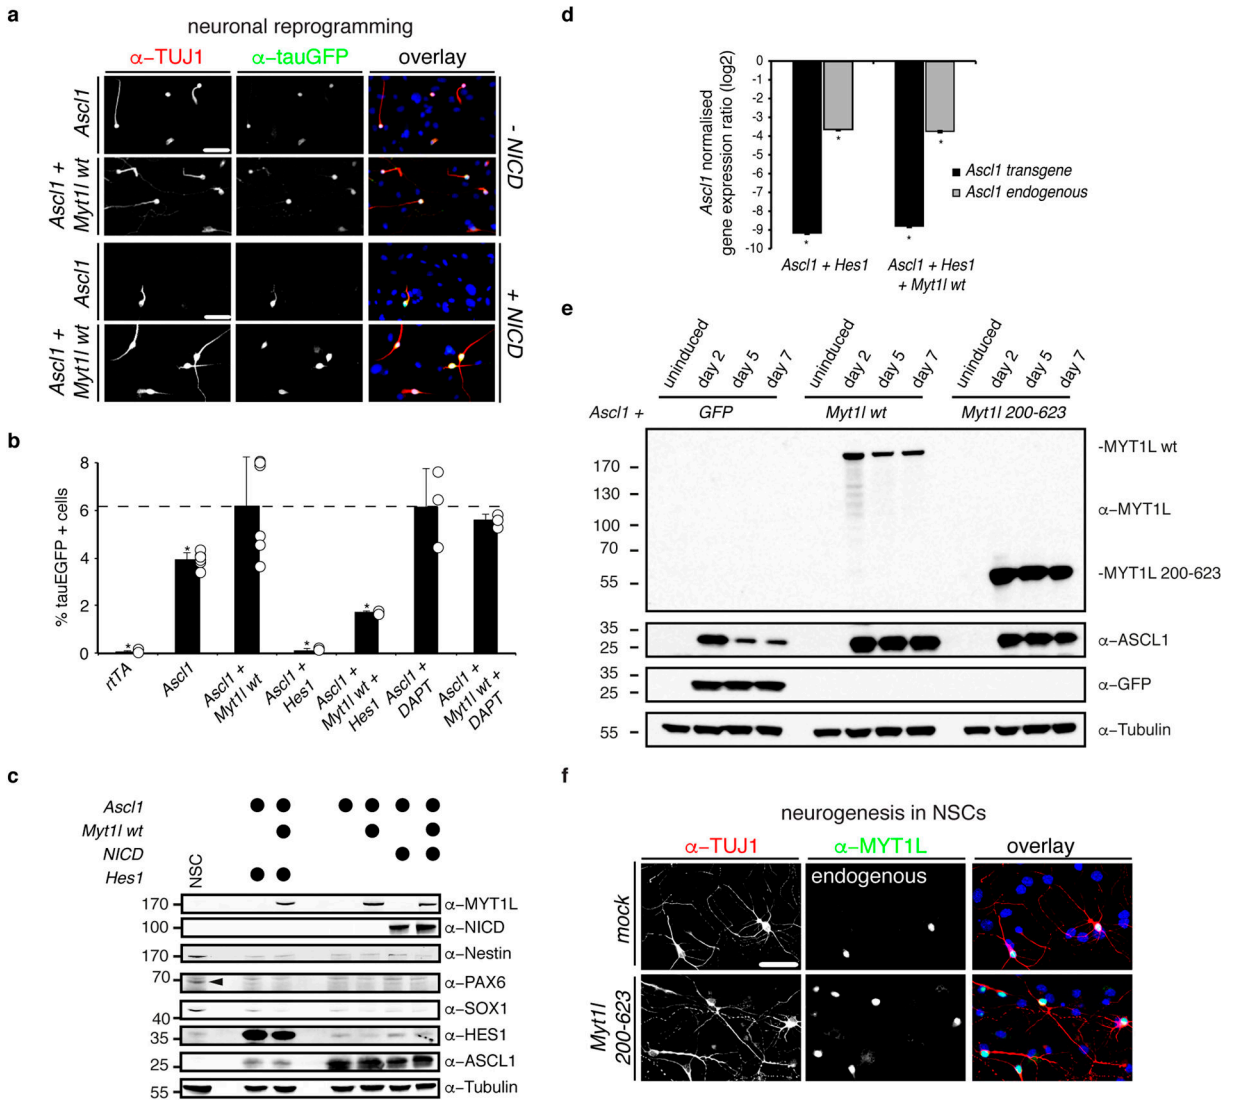 a
neuronal reprogramming
α–TUJ1 α–tauGFP overlay
Ascl1
Ascl1 +
Myt1l wt
- NICD
Ascl1
Ascl1 +
Myt1l wt
+ NICD
b
% tauEGFP + cells
8
6
4
2
0
* * * *
rtTA
Ascl1
Ascl1 +
Myt1l wt
Ascl1 +
Hes1
Ascl1 +
Myt1l wt +
Hes1
Ascl1 +
DAPT
Ascl1 +
Myt1l wt +
DAPT
c
Ascl1
Myt1l wt
NICD
Hes1
NSC
170 α–MYT1L
100 α–NICD
170 α–Nestin
70 α–PAX6
α–SOX1
40
35 α–HES1
25 α–ASCL1
55 α–Tubulin
d
Ascl1 normalised
gene expression ratio (log2)
0
-1
-2
-3
-4
-5
-6
-7
-8
-9
-10
* * * *
Ascl1 transgene
Ascl1 endogenous
Ascl1 + Hes1
Ascl1 + Hes1
+ Myt1l wt
e
uninduced day 2 day 5 day 7 uninduced day 2 day 5 day 7 uninduced day 2 day 5 day 7
Ascl1 + GFP Myt1l wt Myt1l 200-623
-MYT1L wt
170
130
α–MYT1L
100
70
-MYT1L 200-623
55
35
25 α–ASCL1
35
25 α–GFP
55 α–Tubulin
f
neurogenesis in NSCs
α–TUJ1 α–MYT1L overlay
endogenous
mock
Myt1l
200-623